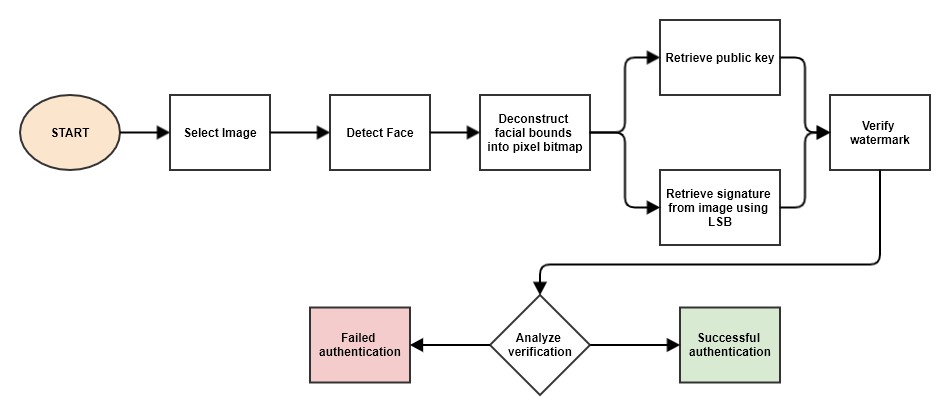 START
Select Image
Detect Face
Deconstruct
facial bounds
into pixel bitmap
Retrieve public key
Retrieve signature
from image using
LSB
Verify
watermark
Analyze
verification
Failed
authentication
Successful
authentication